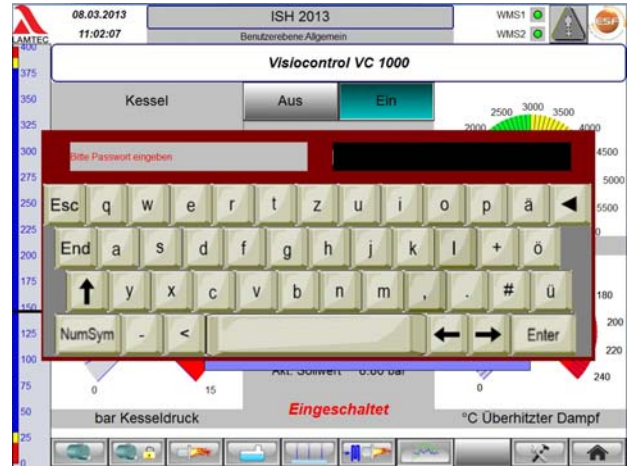 08.03.2013
ISH 2013
WMS1
ESF
LAMTEC
11:02:07
Benutzerebene:Allgemein
WMS2
Visiocontrol VC 1000
Kessel
Aus
Ein
400
375
350
325
300
275
250
225
200
175
150
125
100
75
50
25
0
2000
2500
3000
3500
4000
4500
5000
5500
0
Bitte Passwort eingeben
Esc q w e r t z u i o p ä
End a s d f g h j k l + ö
y x c v b n m , . # ü
NumSym - < Enter
180
200
220
240
Akt. Sollwert 0.00 bar
0
15
0
Eingeschaltet
bar Kesseldruck
°C Überhitzter Dampf